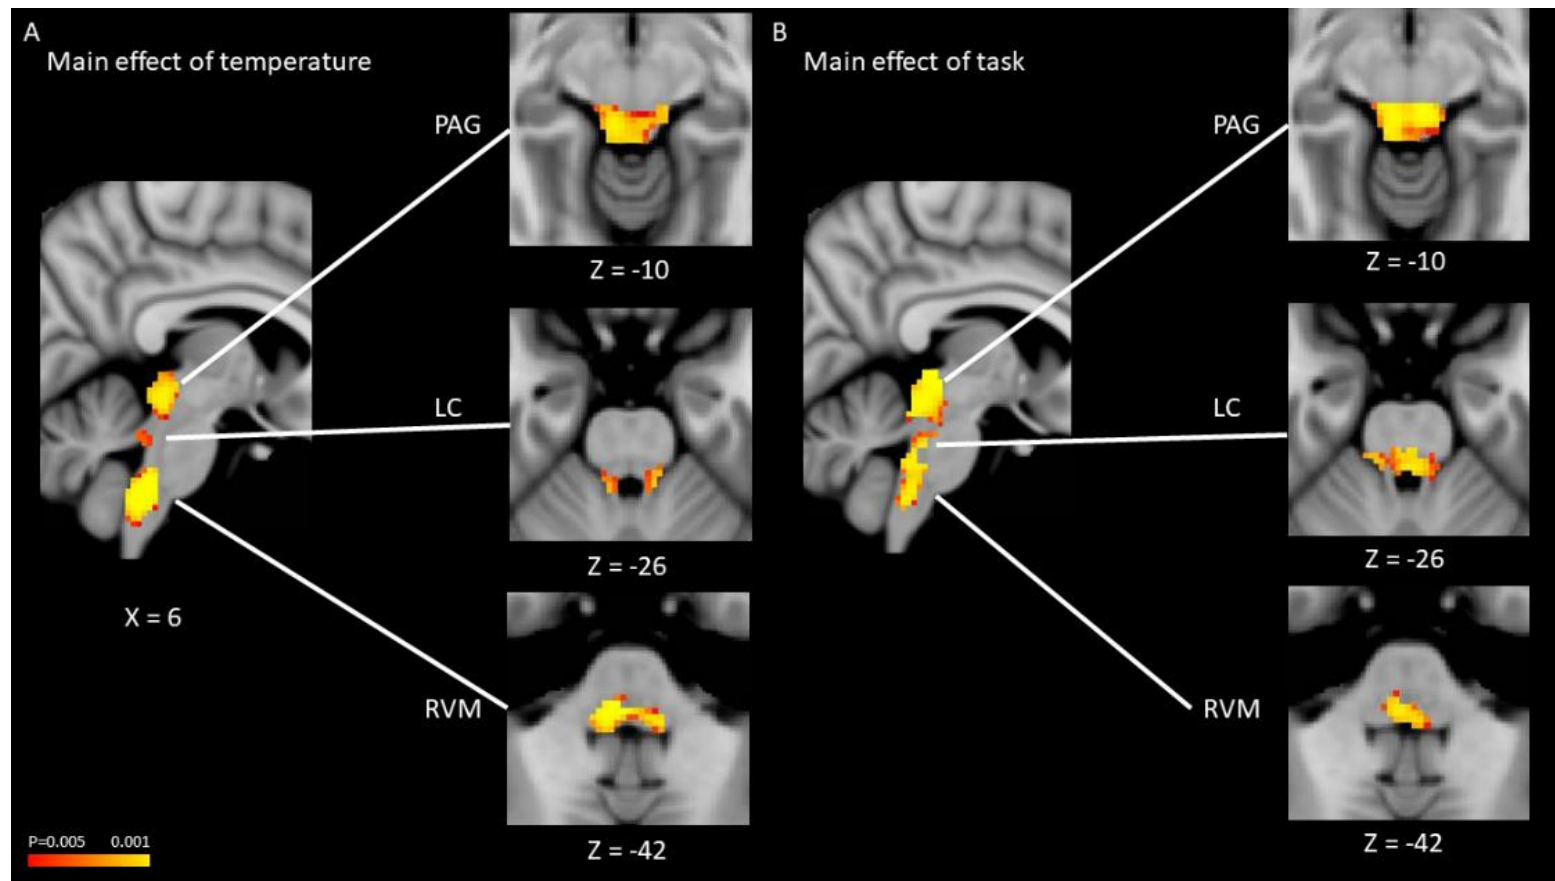 A
Main effect of temperature
PAG
Z = -10
LC
Z = -26
X = 6
RVM
Z = -42
P=0.005 0.001
B
Main effect of task
PAG
Z = -10
LC
Z = -26
RVM
Z = -42